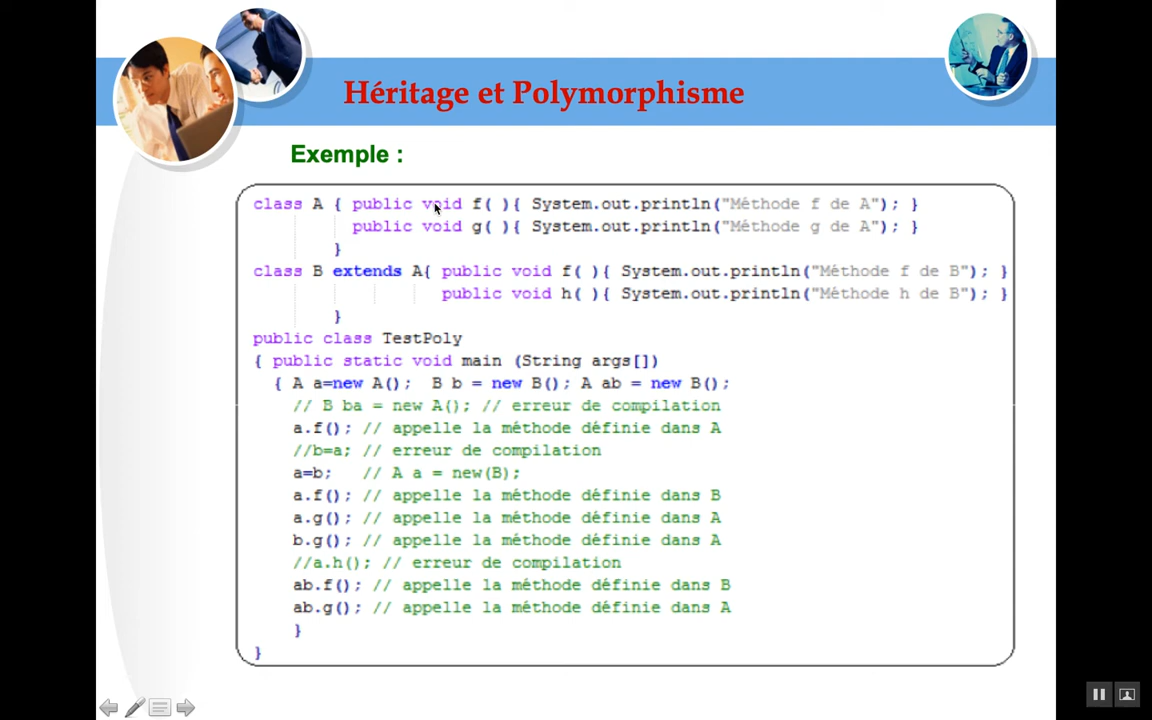 Héritage et Polymorphisme
Exemple :
class A { public void f( ){ System.out.println("Méthode f de A"); }
public void g( ){ System.out.println("Méthode g de A"); }
}
class B extends A{ public void f( ){ System.out.println("Méthode f de B"); }
public void h( ){ System.out.println("Méthode h de B"); }
}
public class TestPoly
{ public static void main (String args[])
{ A a=new A(); B b = new B(); A ab = new B();
// B ba = new A(); // erreur de compilation
a.f(); // appelle la méthode définie dans A
//b=a; // erreur de compilation
a=b; // A a = new(B);
a.f(); // appelle la méthode définie dans B
a.g(); // appelle la méthode définie dans A
b.g(); // appelle la méthode définie dans A
//a.h(); // erreur de compilation
ab.f(); // appelle la méthode définie dans B
ab.g(); // appelle la méthode définie dans A
}
}